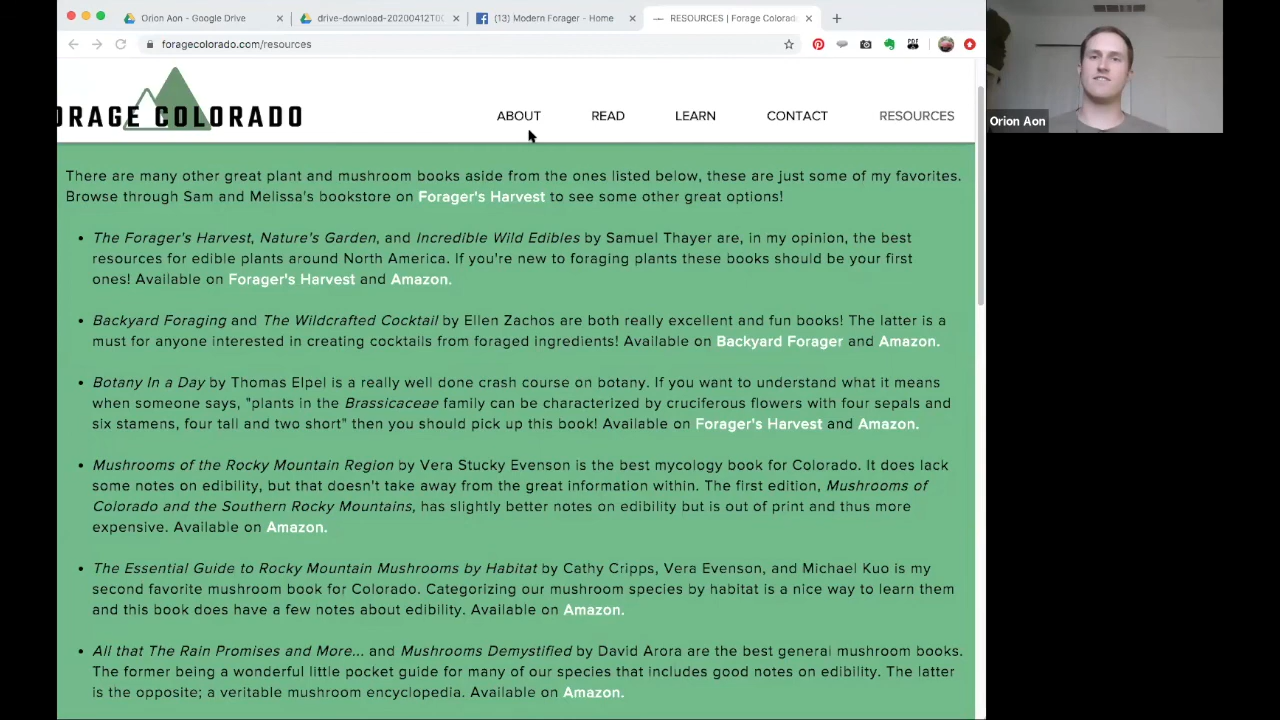 Orion Aon - Google Drive
drive-download-20200412T0
(13) Modern Forager - Home
RESOURCES | Forage Colorado
foragecolorado.com/resources
PDF
Orion Aon
ORAGE COLORADO
ABOUT
READ
LEARN
CONTACT
RESOURCES
There are many other great plant and mushroom books aside from the ones listed below, these are just some of my favorites.
Browse through Sam and Melissa's bookstore on Forager's Harvest to see some other great options!
• The Forager's Harvest, Nature's Garden, and Incredible Wild Edibles by Samuel Thayer are, in my opinion, the best
resources for edible plants around North America. If you're new to foraging plants these books should be your first
ones! Available on Forager's Harvest and Amazon.
• Backyard Foraging and The Wildcrafted Cocktail by Ellen Zachos are both really excellent and fun books! The latter is a
must for anyone interested in creating cocktails from foraged ingredients! Available on Backyard Forager and Amazon.
• Botany In a Day by Thomas Elpel is a really well done crash course on botany. If you want to understand what it means
when someone says, "plants in the Brassicaceae family can be characterized by cruciferous flowers with four sepals and
six stamens, four tall and two short" then you should pick up this book! Available on Forager's Harvest and Amazon.
• Mushrooms of the Rocky Mountain Region by Vera Stucky Evenson is the best mycology book for Colorado. It does lack
some notes on edibility, but that doesn't take away from the great information within. The first edition, Mushrooms of
Colorado and the Southern Rocky Mountains, has slightly better notes on edibility but is out of print and thus more
expensive. Available on Amazon.
• The Essential Guide to Rocky Mountain Mushrooms by Habitat by Cathy Cripps, Vera Evenson, and Michael Kuo is my
second favorite mushroom book for Colorado. Categorizing our mushroom species by habitat is a nice way to learn them
and this book does have a few notes about edibility. Available on Amazon.
• All that The Rain Promises and More... and Mushrooms Demystified by David Arora are the best general mushroom books.
The former being a wonderful little pocket guide for many of our species that includes good notes on edibility. The latter
is the opposite; a veritable mushroom encyclopedia. Available on Amazon.